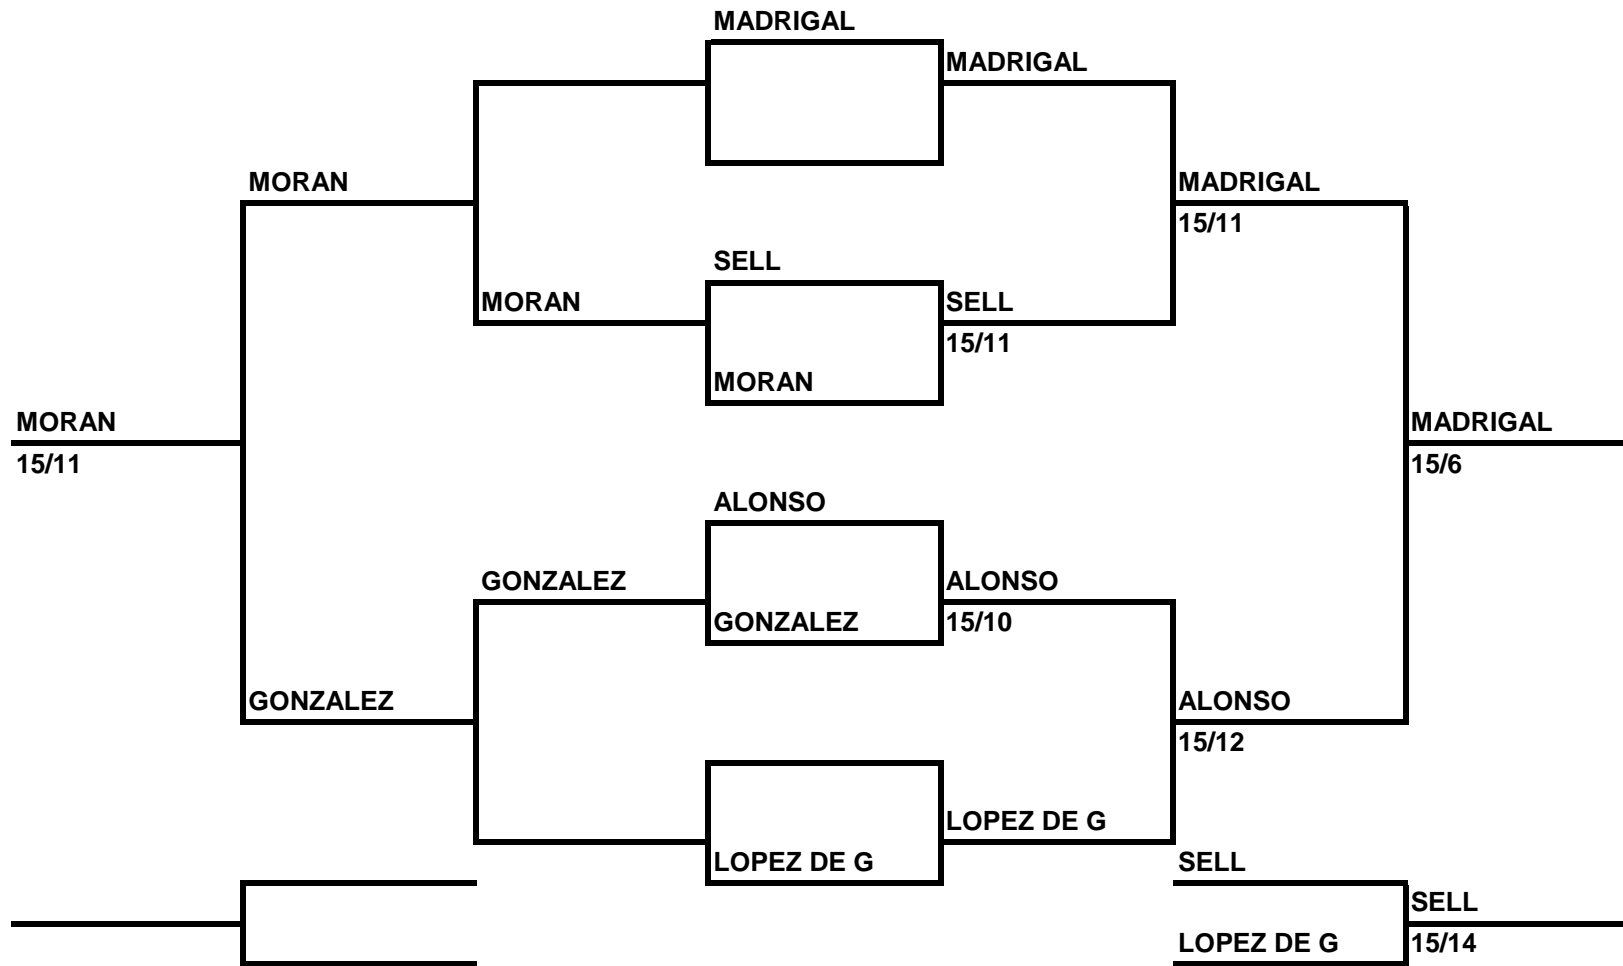 MADRIGAL
MADRIGAL
MORAN
MADRIGAL
15/11
SELL
MORAN
SELL
15/11
MORAN
MORAN
15/11
MADRIGAL
15/6
ALONSO
GONZALEZ
ALONSO
GONZALEZ
15/10
GONZALEZ
ALONSO
15/12
LOPEZ DE G
LOPEZ DE G
SELL
SELL
LOPEZ DE G
15/14